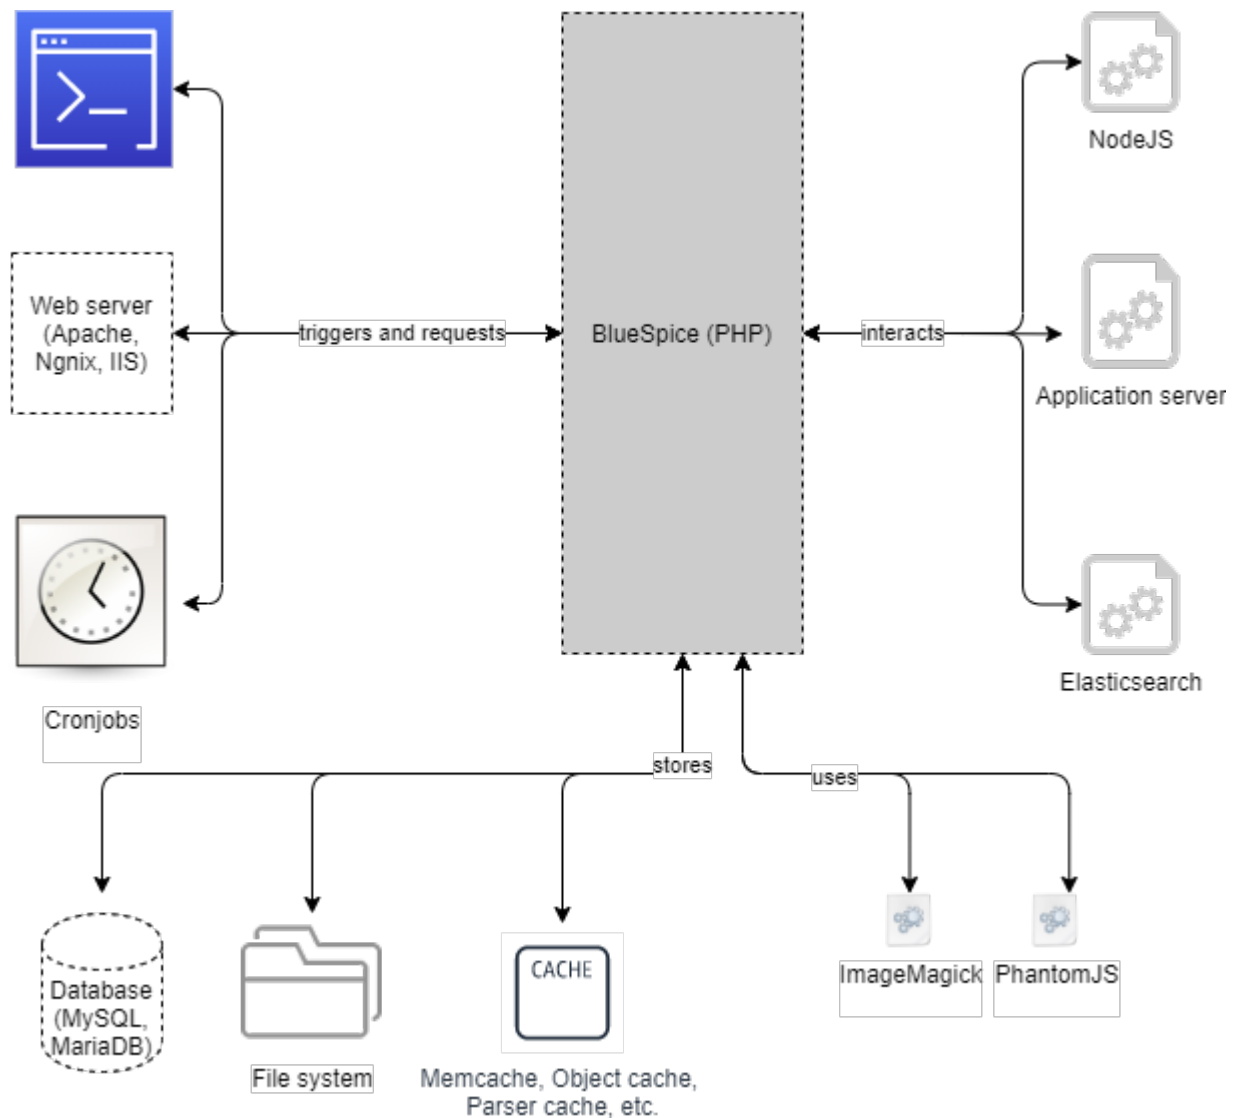 NodeJS
Web server
(Apache,
Ngnix, IIS)
triggers and requests
BlueSpice (PHP)
interacts
Application server
Elasticsearch
Cronjobs
stores
uses
Database
(MySQL,
MariaDB)
File system
CACHE
Memcache, Object cache,
Parser cache, etc.
ImageMagick
PhantomJS